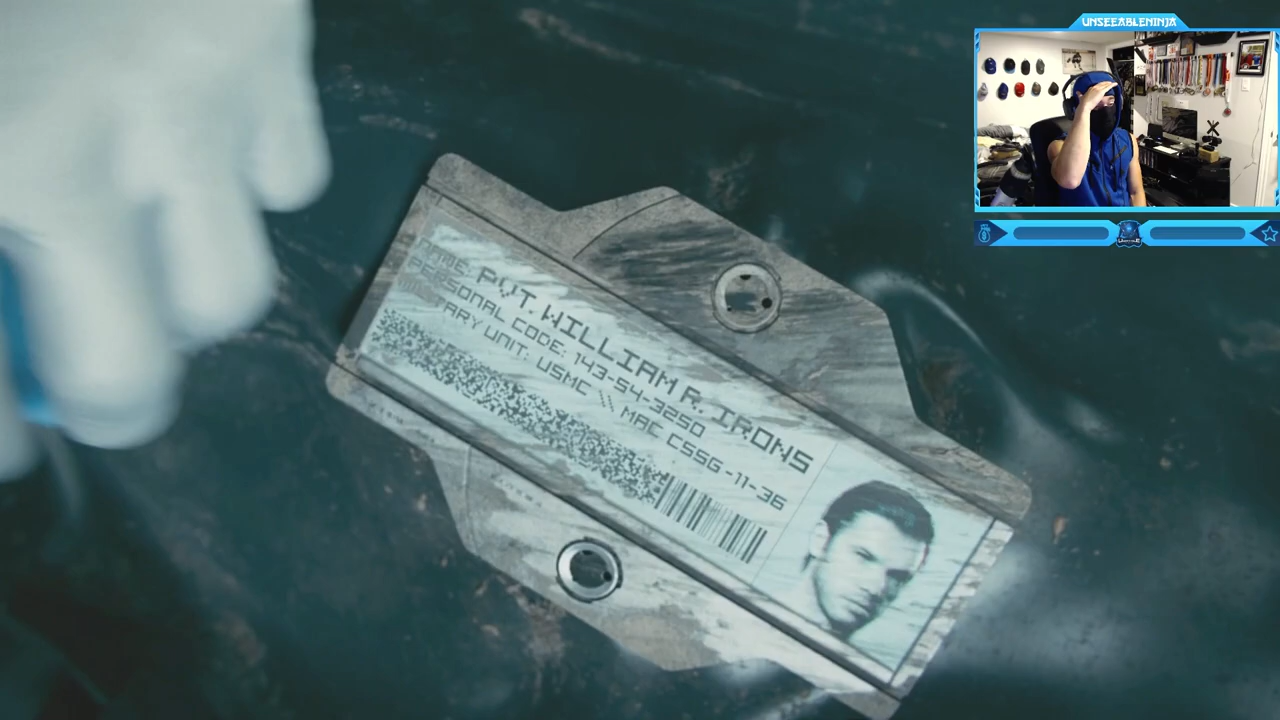 UNSEEABLENINJA
NAME: PVT. WILLIAM R. IRONS
PERSONAL CODE: 143-54-3250
MILITARY UNIT: USMC \\ MAC CSSG-11-36